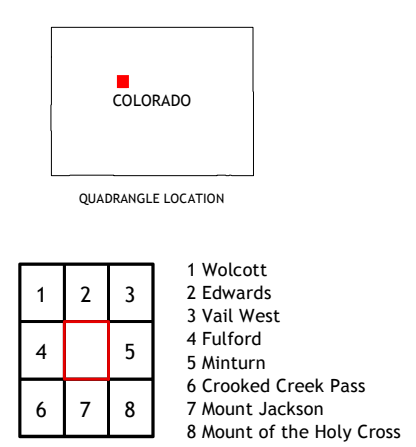 COLORADO
QUADRANGLE LOCATION
1 2 3
4 5
6 7 8
1 Wolcott
2 Edwards
3 Vail West
4 Fulford
5 Minturn
6 Crooked Creek Pass
7 Mount Jackson
8 Mount of the Holy Cross